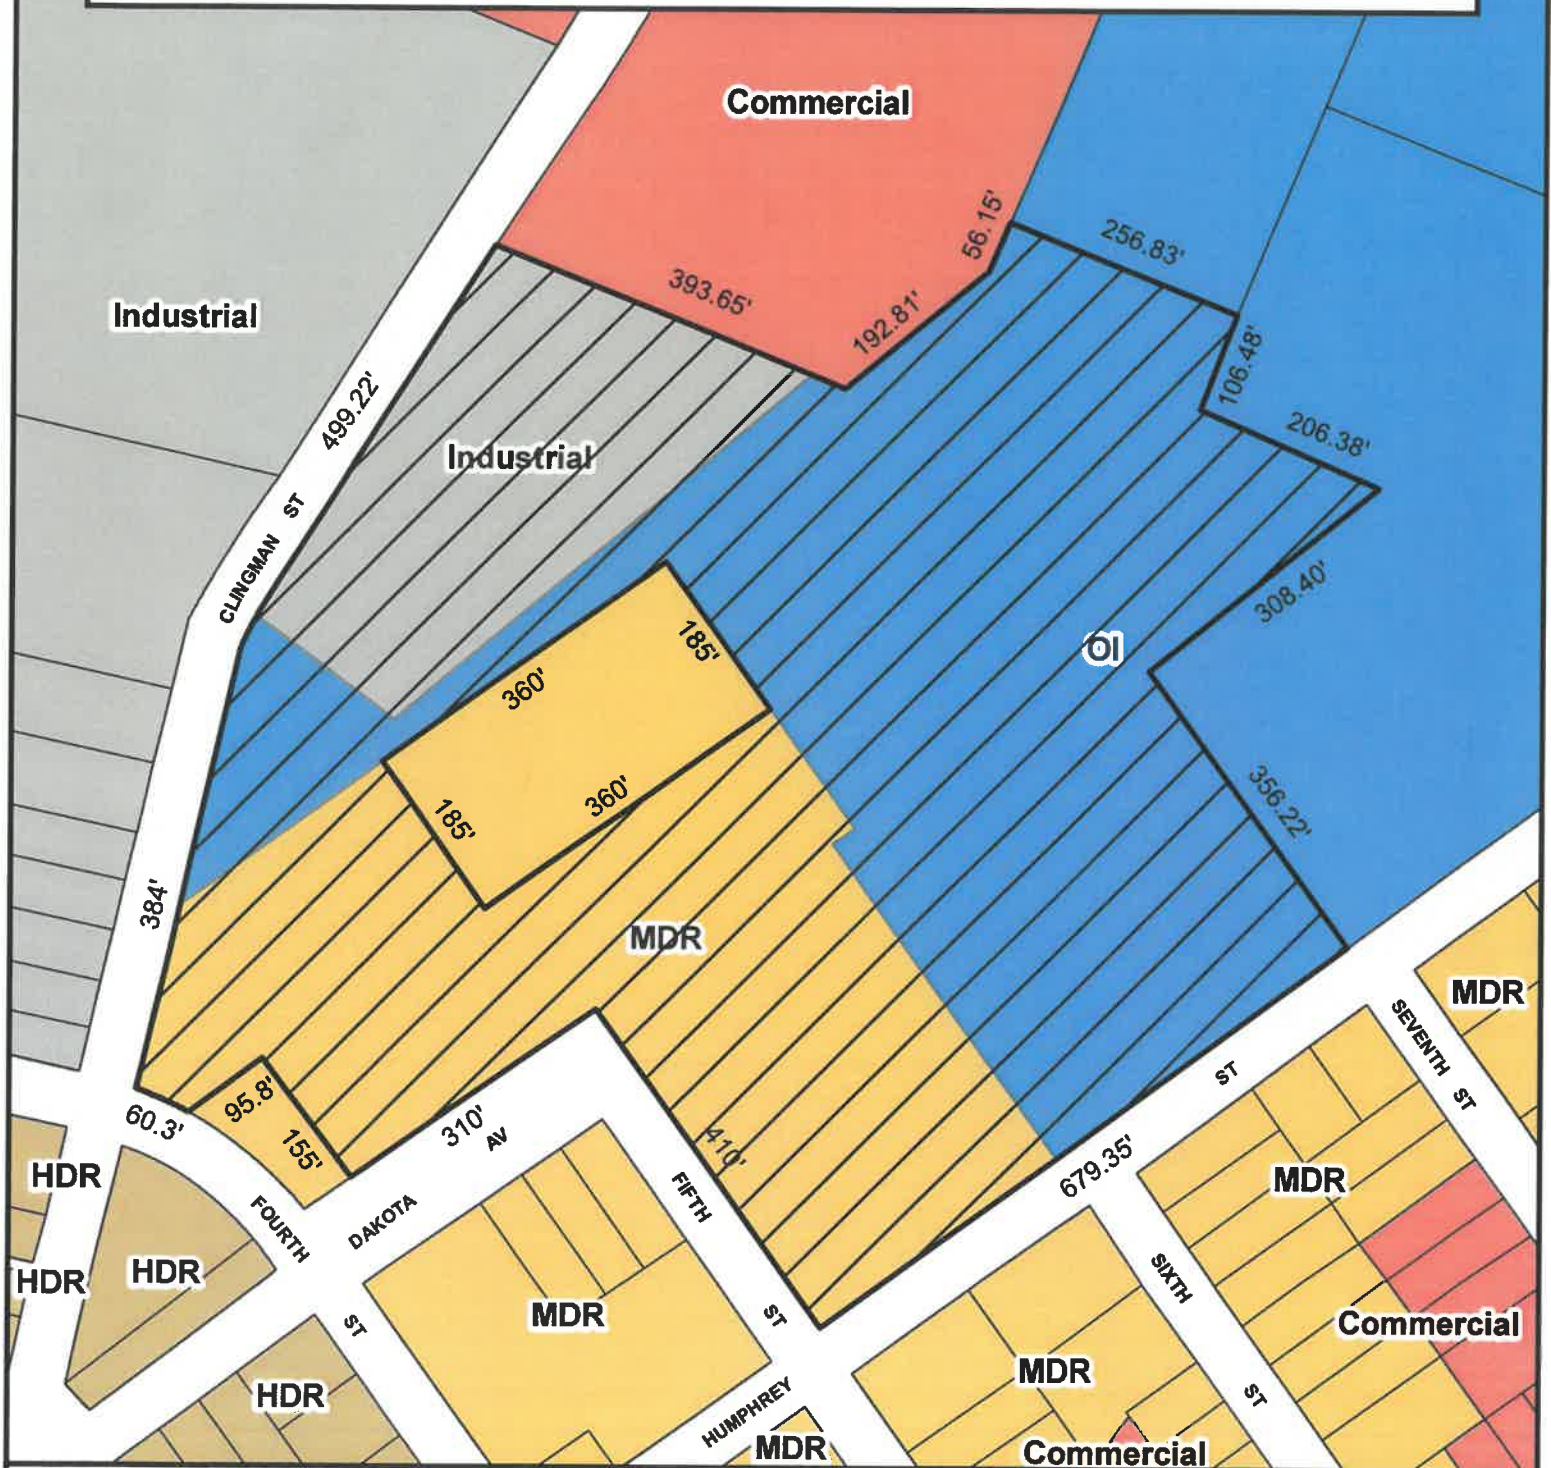 Commercial
56.15'
256.83'
393.65'
Industrial
192.81'
106.48'
499.22'
206.38'
Industrial
CLINGMAN ST
308.40'
185'
OI
360'
360'
185'
356.22'
384'
MDR
MDR
SEVENTH ST
60.3'
95.8'
155'
310'
AV
410'
ST
679.35'
HDR
MDR
FOURTH
DAKOTA
FIFTH
HDR
HDR
SIXTH
ST
MDR
ST
Commercial
HDR
MDR
ST
HUMPHREY
MDR
Commercial